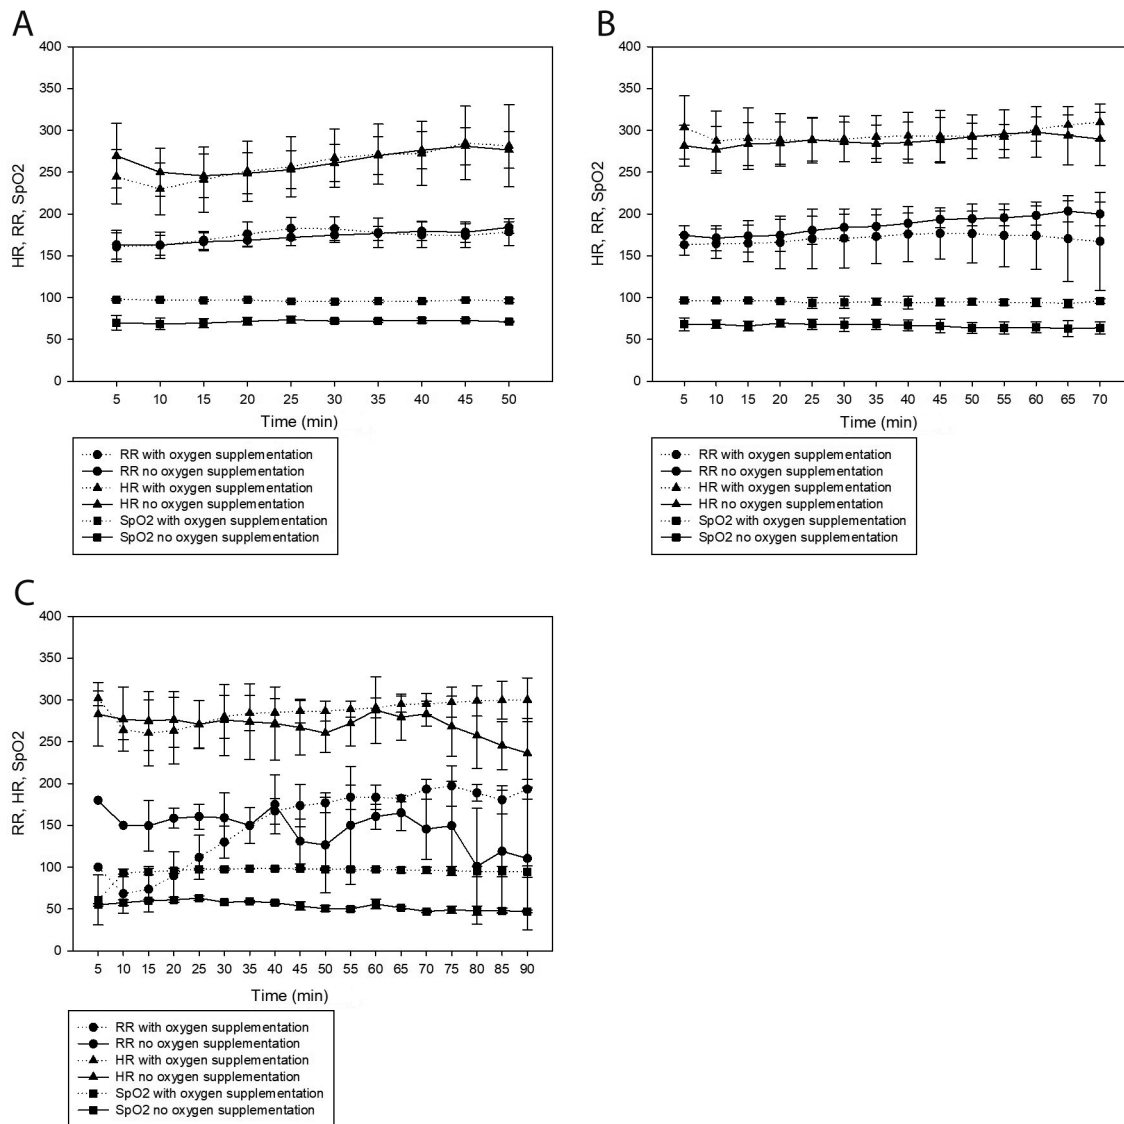 A
400
350
300
250
200
150
100
50
0
HR, RR, SpO2
5 10 15 20 25 30 35 40 45 50
Time (min)
RR with oxygen supplementation
RR no oxygen supplementation
HR with oxygen supplementation
HR no oxygen supplementation
SpO2 with oxygen supplementation
SpO2 no oxygen supplementation
B
400
350
300
250
200
150
100
50
0
HR, RR, SpO2
5 10 15 20 25 30 35 40 45 50 55 60 65 70
Time (min)
RR with oxygen supplementation
RR no oxygen supplementation
HR with oxygen supplementation
HR no oxygen supplementation
SpO2 with oxygen supplementation
SpO2 no oxygen supplementation
C
400
350
300
250
200
150
100
50
0
RR, HR, SpO2
5 10 15 20 25 30 35 40 45 50 55 60 65 70 75 80 85 90
Time (min)
RR with oxygen supplementation
RR no oxygen supplementation
HR with oxygen supplementation
HR no oxygen supplementation
SpO2 with oxygen supplementation
SpO2 no oxygen supplementation